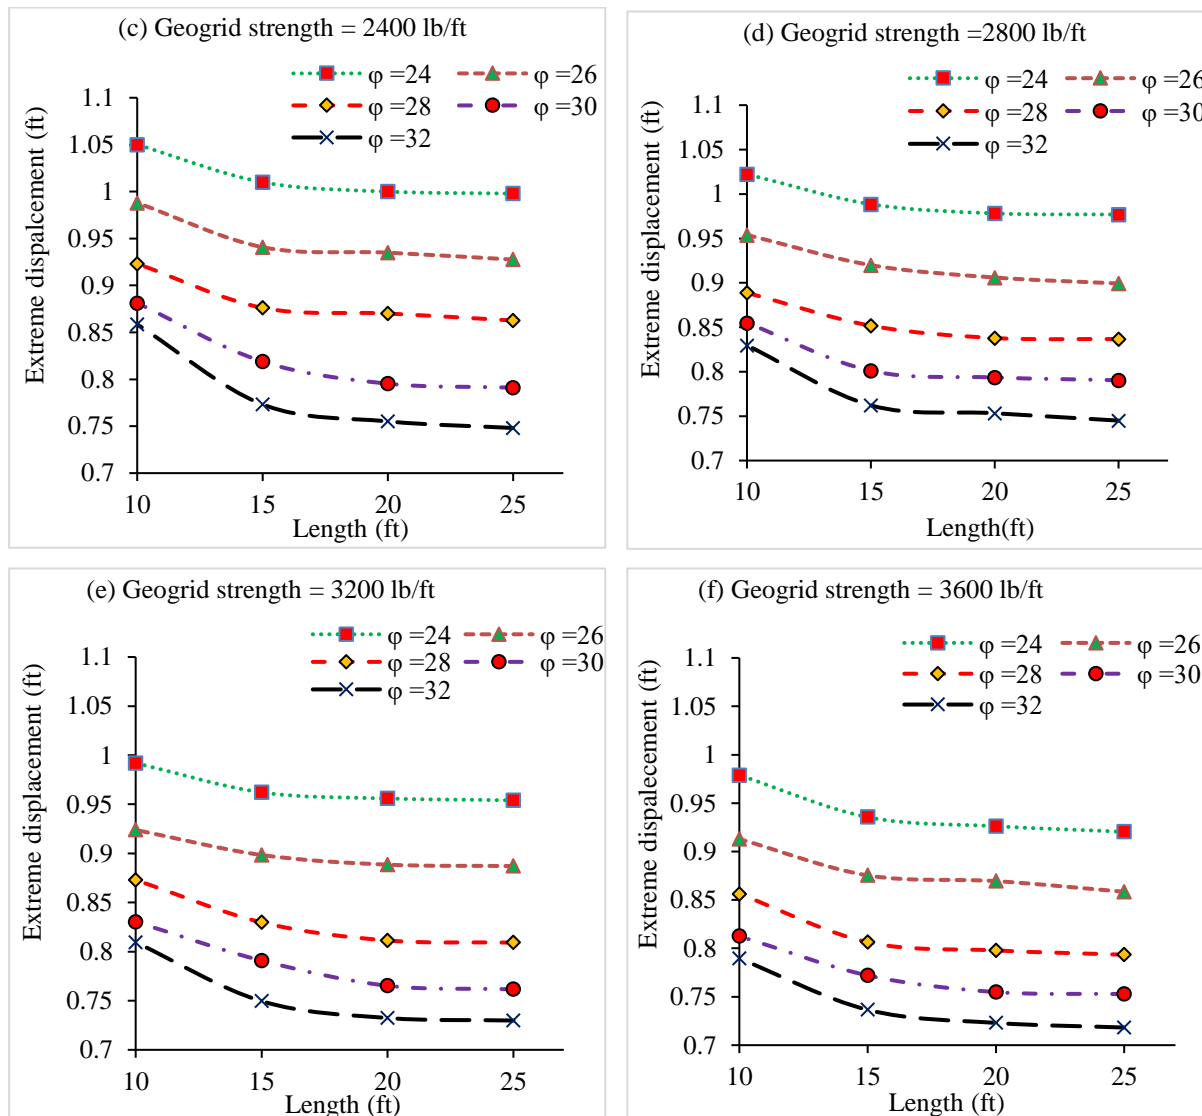 (c) Geogrid strength = 2400 lb/ft
φ =24 φ =26
φ =28 φ =30
φ =32
Extreme dispalcement (ft)
1.1
1.05
1
0.95
0.9
0.85
0.8
0.75
0.7
10 15 20 25
Length (ft)
(d) Geogrid strength =2800 lb/ft
φ =24 φ =26
φ =28 φ =30
φ =32
Extreme displacement (ft)
1.1
1.05
1
0.95
0.9
0.85
0.8
0.75
0.7
10 15 20 25
Length(ft)
(e) Geogrid strength = 3200 lb/ft
φ =24 φ =26
φ =28 φ =30
φ =32
Extreme displacement (ft)
1.1
1.05
1
0.95
0.9
0.85
0.8
0.75
0.7
10 15 20 25
Length (ft)
(f) Geogrid strength = 3600 lb/ft
φ =24 φ =26
φ =28 φ =30
φ =32
Extreme dispalecement (ft)
1.1
1.05
1
0.95
0.9
0.85
0.8
0.75
0.7
10 15 20 25
Length (ft)